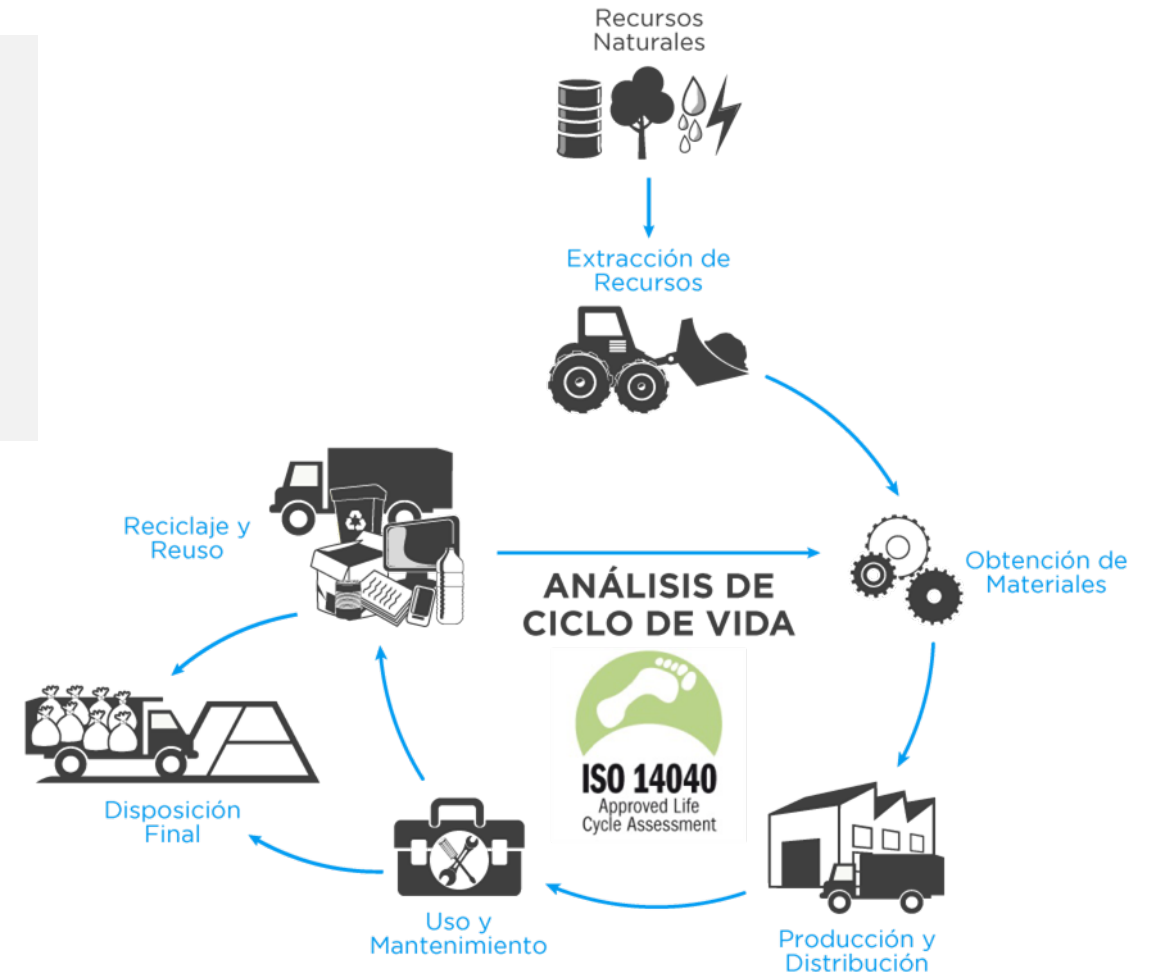 Recursos
Naturales
Extracción de
Recursos
Reciclaje y
Reuso
Obtención de
Materiales
ANÁLISIS DE
CICLO DE VIDA
ISO 14040
Approved Life
Cycle Assessment
Disposición
Final
Uso y
Mantenimiento
Producción y
Distribución